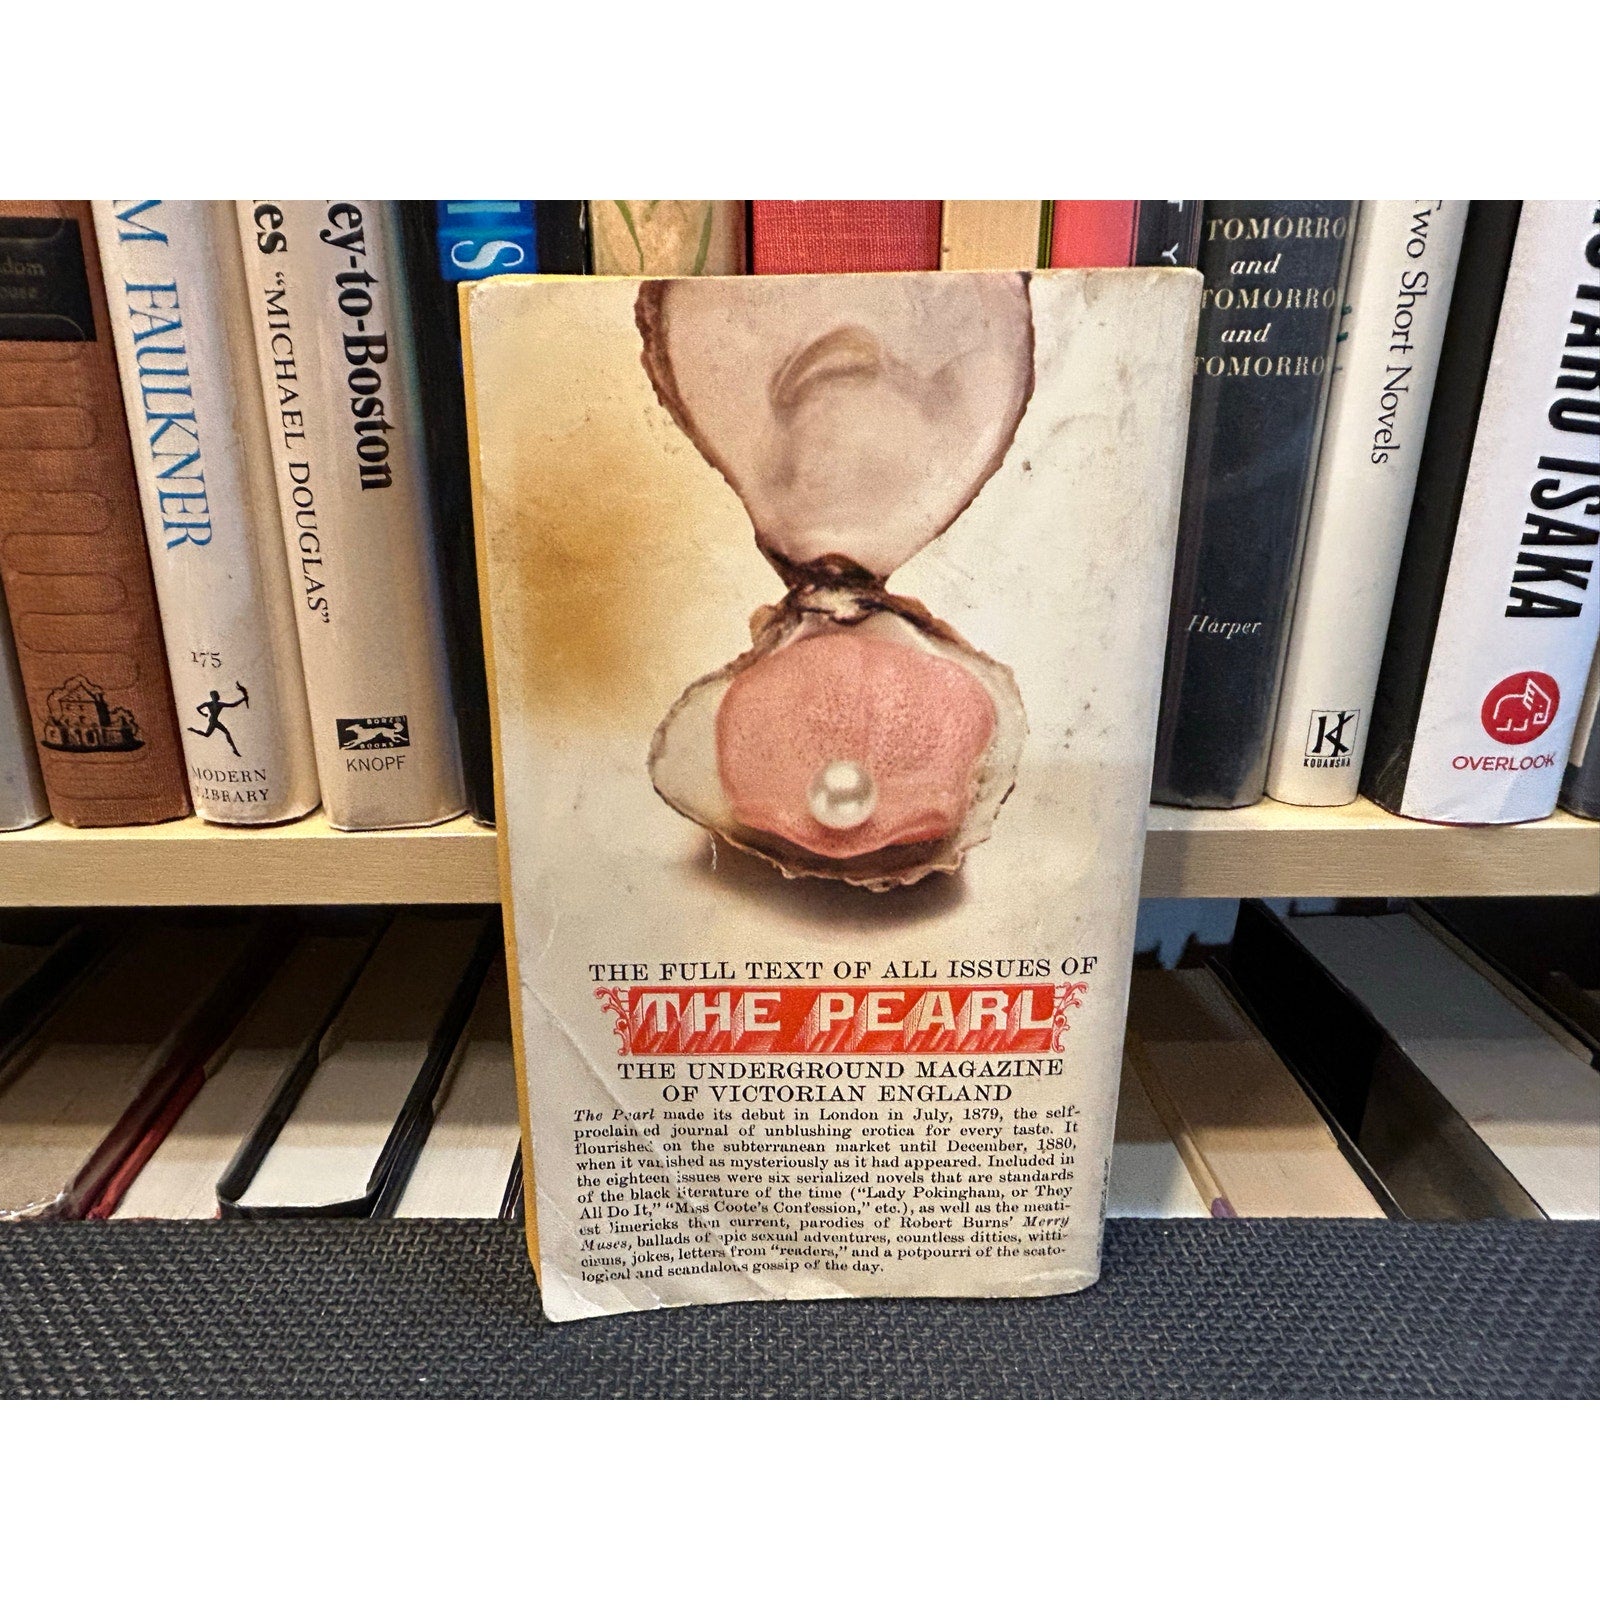 dom
M FAULKNER
175
MODERN
LIBRARY
es "MICHAEL DOUGLAS"
ey-to-Boston
BORZOI
BOOKS
KNOPF
IS
THE FULL TEXT OF ALL ISSUES OF
THE PEARL
THE UNDERGROUND MAGAZINE
OF VICTORIAN ENGLAND
The Pearl made its debut in London in July, 1879, the self-
proclaimed journal of unblushing erotica for every taste. It
flourished on the subterranean market until December, 1880,
when it vanished as mysteriously as it had appeared. Included in
the eighteen issues were six serialized novels that are standards
of the black literature of the time ("Lady Pokingham, or They
All Do It," "Miss Coote's Confession," etc.), as well as the meati-
est limericks then current, parodies of Robert Burns' Merry
Muses, ballads of epic sexual adventures, countless ditties, witti-
cisms, jokes, letters from "readers," and a potpourri of the scato-
logical and scandalous gossip of the day.
T Y
TOMORRO
and
TOMORRO
and
TOMORRO
Harper
Two Short Novels
K
KODANSHA
TARO ISAKA
OVERLOOK